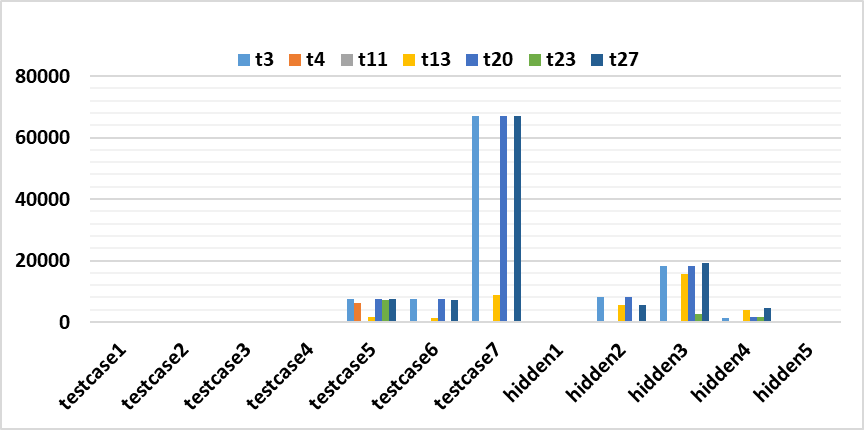 t3 t4 t11 t13 t20 t23 t27
80000
60000
40000
20000
0
testcase1 testcase2 testcase3 testcase4 testcase5 testcase6 testcase7 hidden1 hidden2 hidden3 hidden4 hidden5